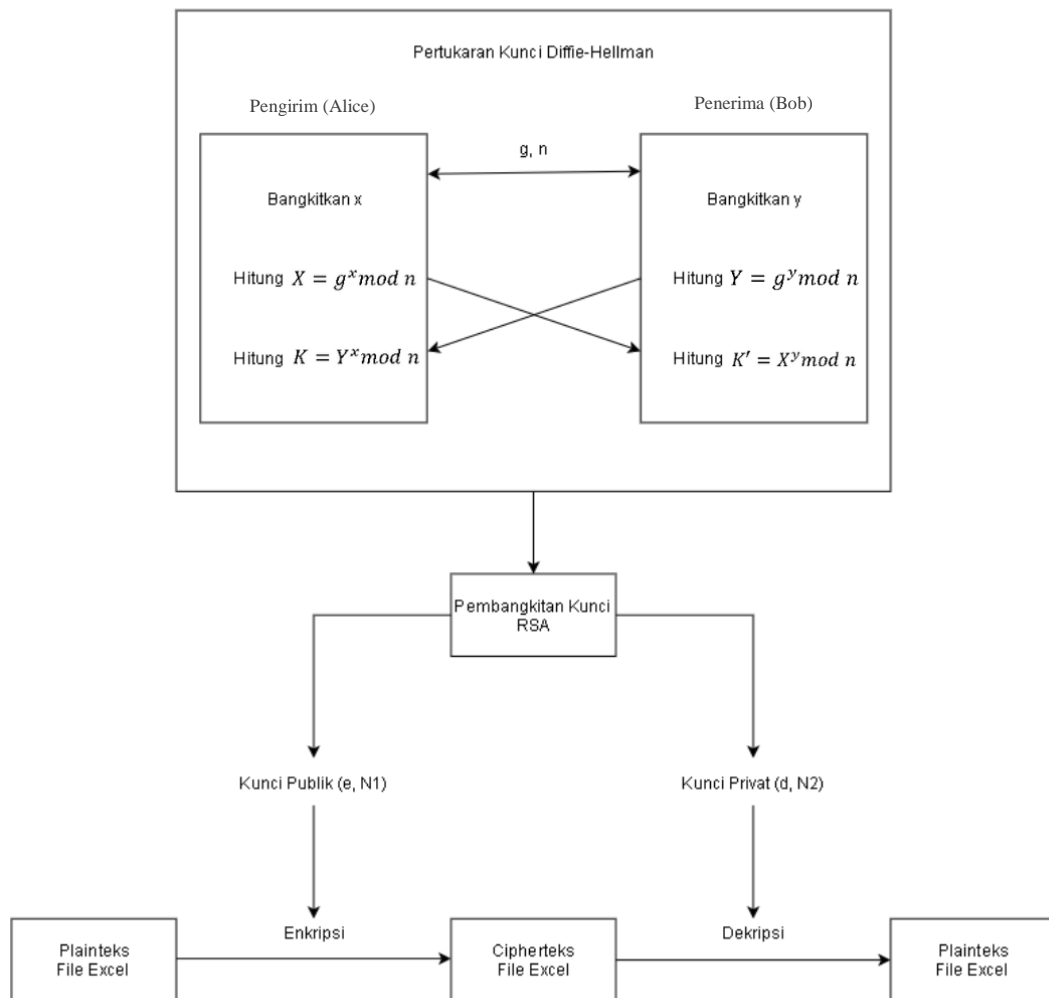 Pertukaran Kunci Diffie-Hellman
Pengirim (Alice)
Penerima (Bob)
g, n
Bangkitkan x
Bangkitkan y
Hitung $X = g^x mod\ n$
Hitung $Y = g^y mod\ n$
Hitung $K = Y^x mod\ n$
Hitung $K' = X^y mod\ n$
Pembangkitan Kunci
RSA
Kunci Publik (e, N1)
Kunci Privat (d, N2)
Plainteks
File Excel
Enkripsi
Cipherteks
File Excel
Dekripsi
Plainteks
File Excel